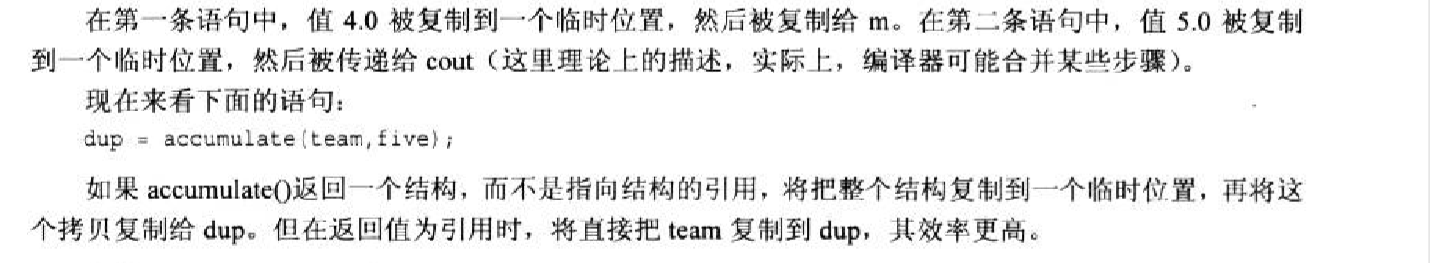 在第一条语句中，值 4.0 被复制到一个临时位置，然后被复制给 m。在第二条语句中，值 5.0 被复制
到一个临时位置，然后被传递给 cout（这里理论上的描述，实际上，编译器可能合并某些步骤）。
现在来看下面的语句：
dup = accumulate(team,five);
如果 accumulate()返回一个结构，而不是指向结构的引用，将把整个结构复制到一个临时位置，再将这
个拷贝复制给 dup。但在返回值为引用时，将直接把 team 复制到 dup，其效率更高。